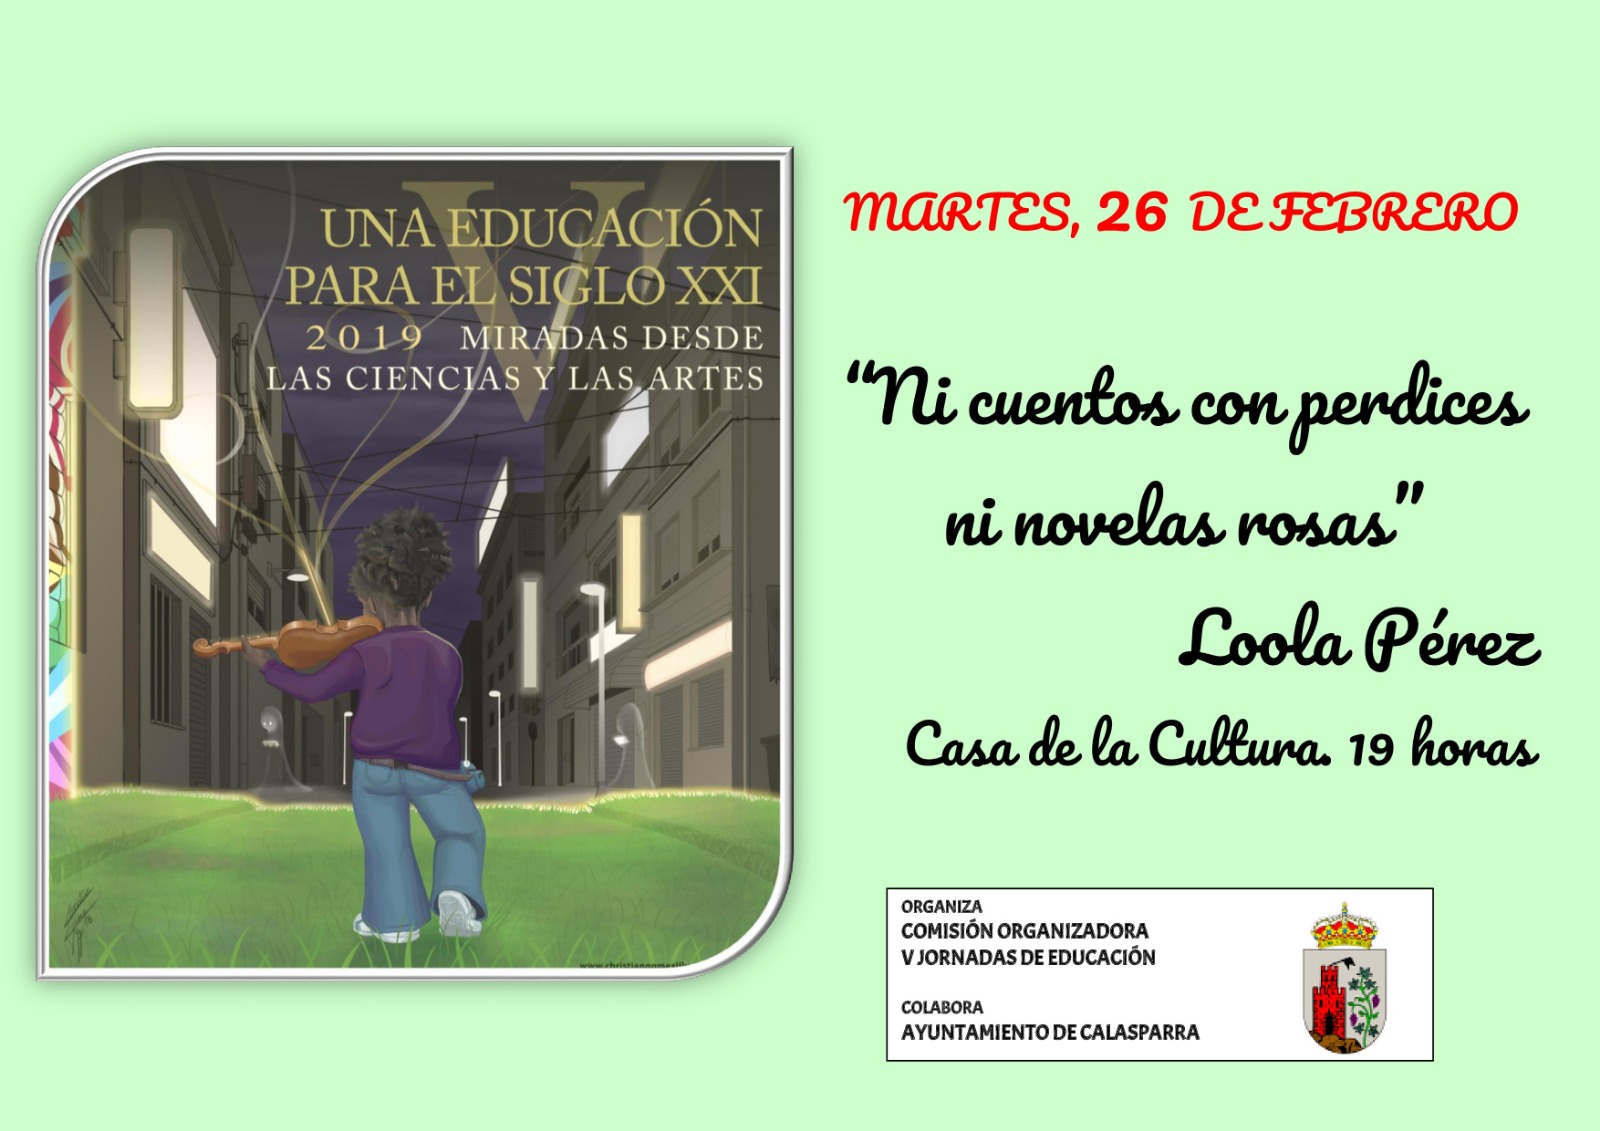 V
UNA EDUCACIÓN
PARA EL SIGLO XXI
2019 MIRADAS DESDE
LAS CIENCIAS Y LAS ARTES
MARTES, 26 DE FEBRERO
“Ni cuentos con perdices
ni novelas rosas”
Loola Pérez
Casa de la Cultura. 19 horas
ORGANIZA
COMISIÓN ORGANIZADORA
V JORNADAS DE EDUCACIÓN
COLABORA
AYUNTAMIENTO DE CALASPARRA